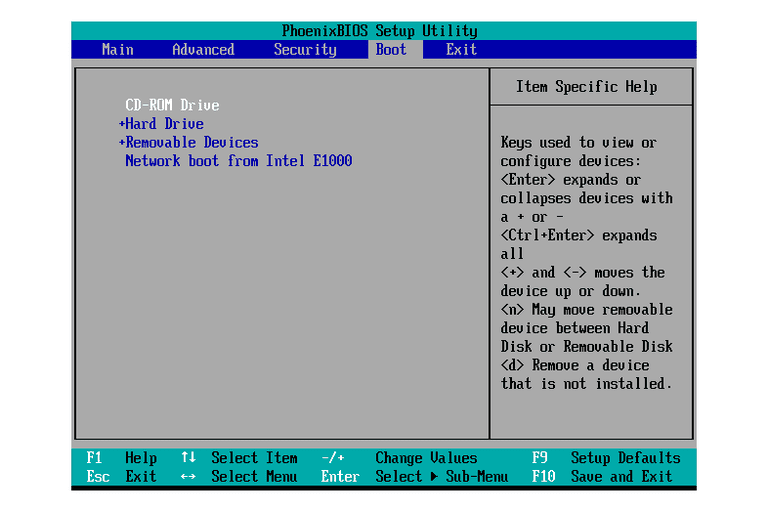 PhoenixBIOS Setup Utility
Main Advanced Security Boot Exit
CD-ROM Drive
+Hard Drive
+Removable Devices
Network boot from Intel E1000
Item Specific Help
Keys used to view or
configure devices:
<Enter> expands or
collapses devices with
a + or -
<Ctrl+Enter> expands
all
<+> and <-> moves the
device up or down.
<n> May move removable
device between Hard
Disk or Removable Disk
<d> Remove a device
that is not installed.
F1 Help ↑↓ Select Item -/+ Change Values F9 Setup Defaults
Esc Exit ↔ Select Menu Enter Select ▶ Sub-Menu F10 Save and Exit